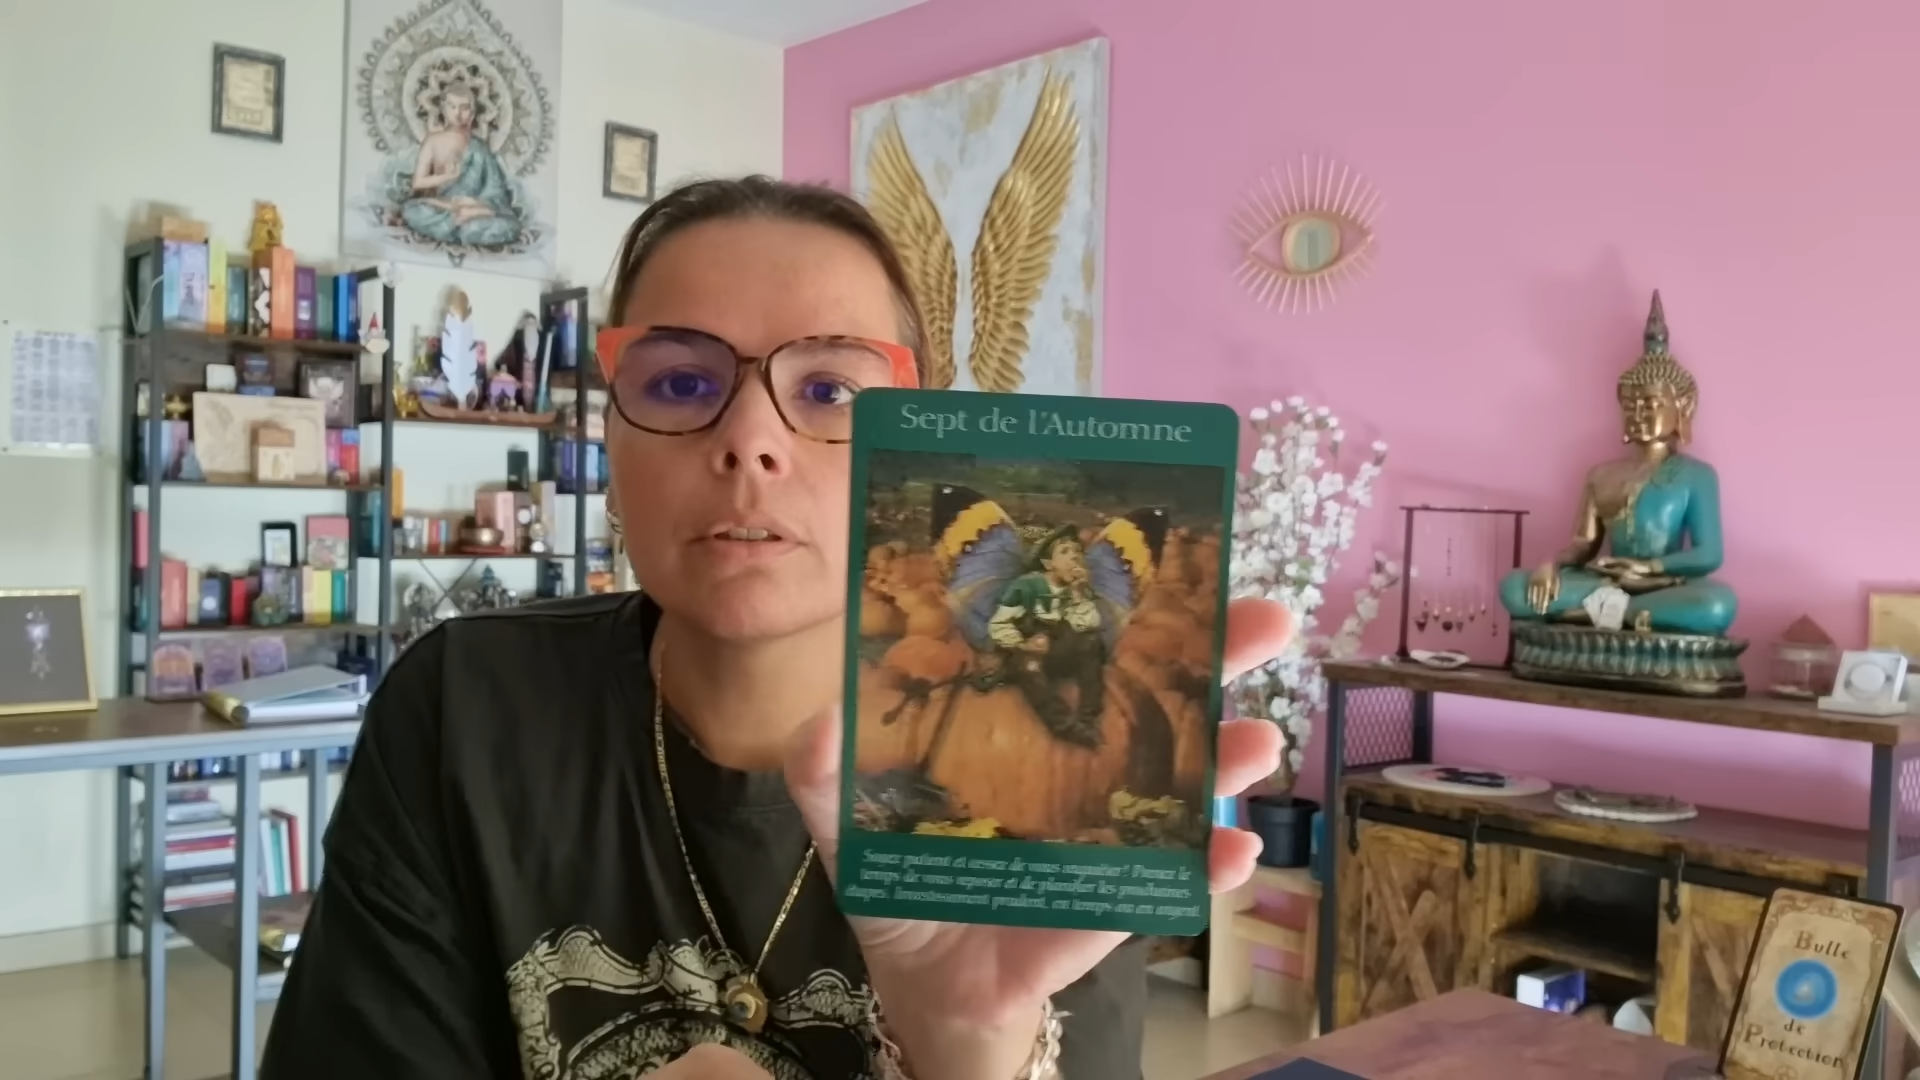 Sept de l'Automne
Soyez patient et cessez de vous inquiéter! Prenez le
temps de vous reposer et de planifier les prochaines
étapes. Investissement prudent, en temps ou en argent.
Bulle
de
Protection